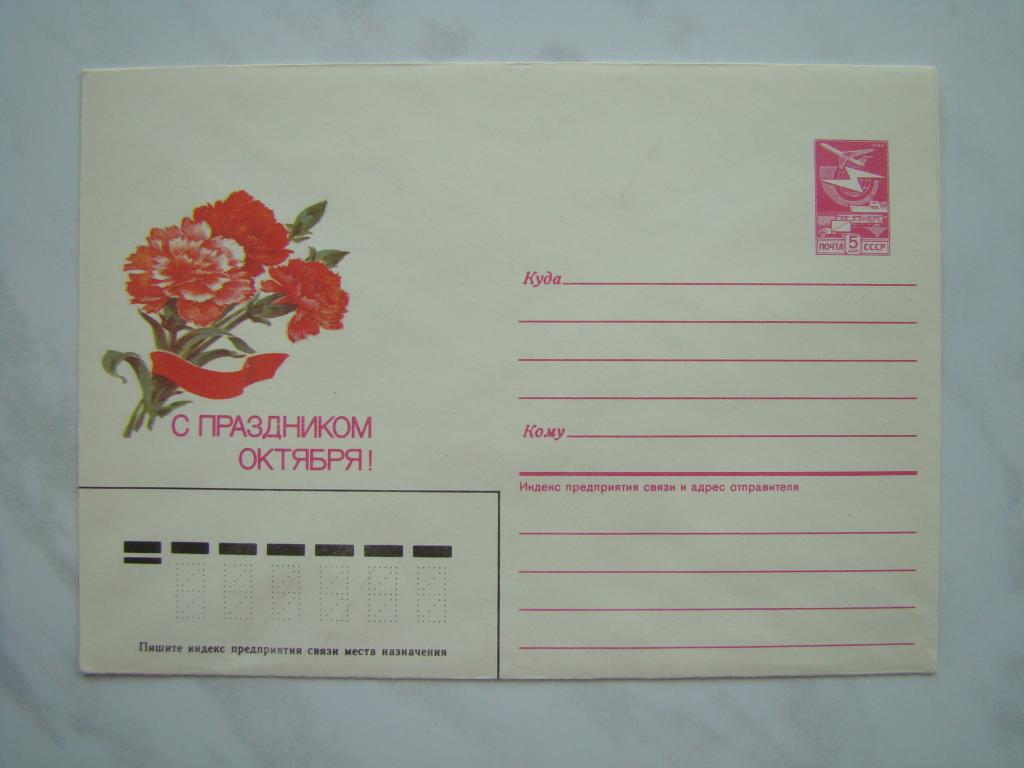 ПОЧТА 5 СССР
Куда
С ПРАЗДНИКОМ
ОКТЯБРЯ!
Кому
Индекс предприятия связи и адрес отправителя
Пишите индекс предприятия связи места назначения